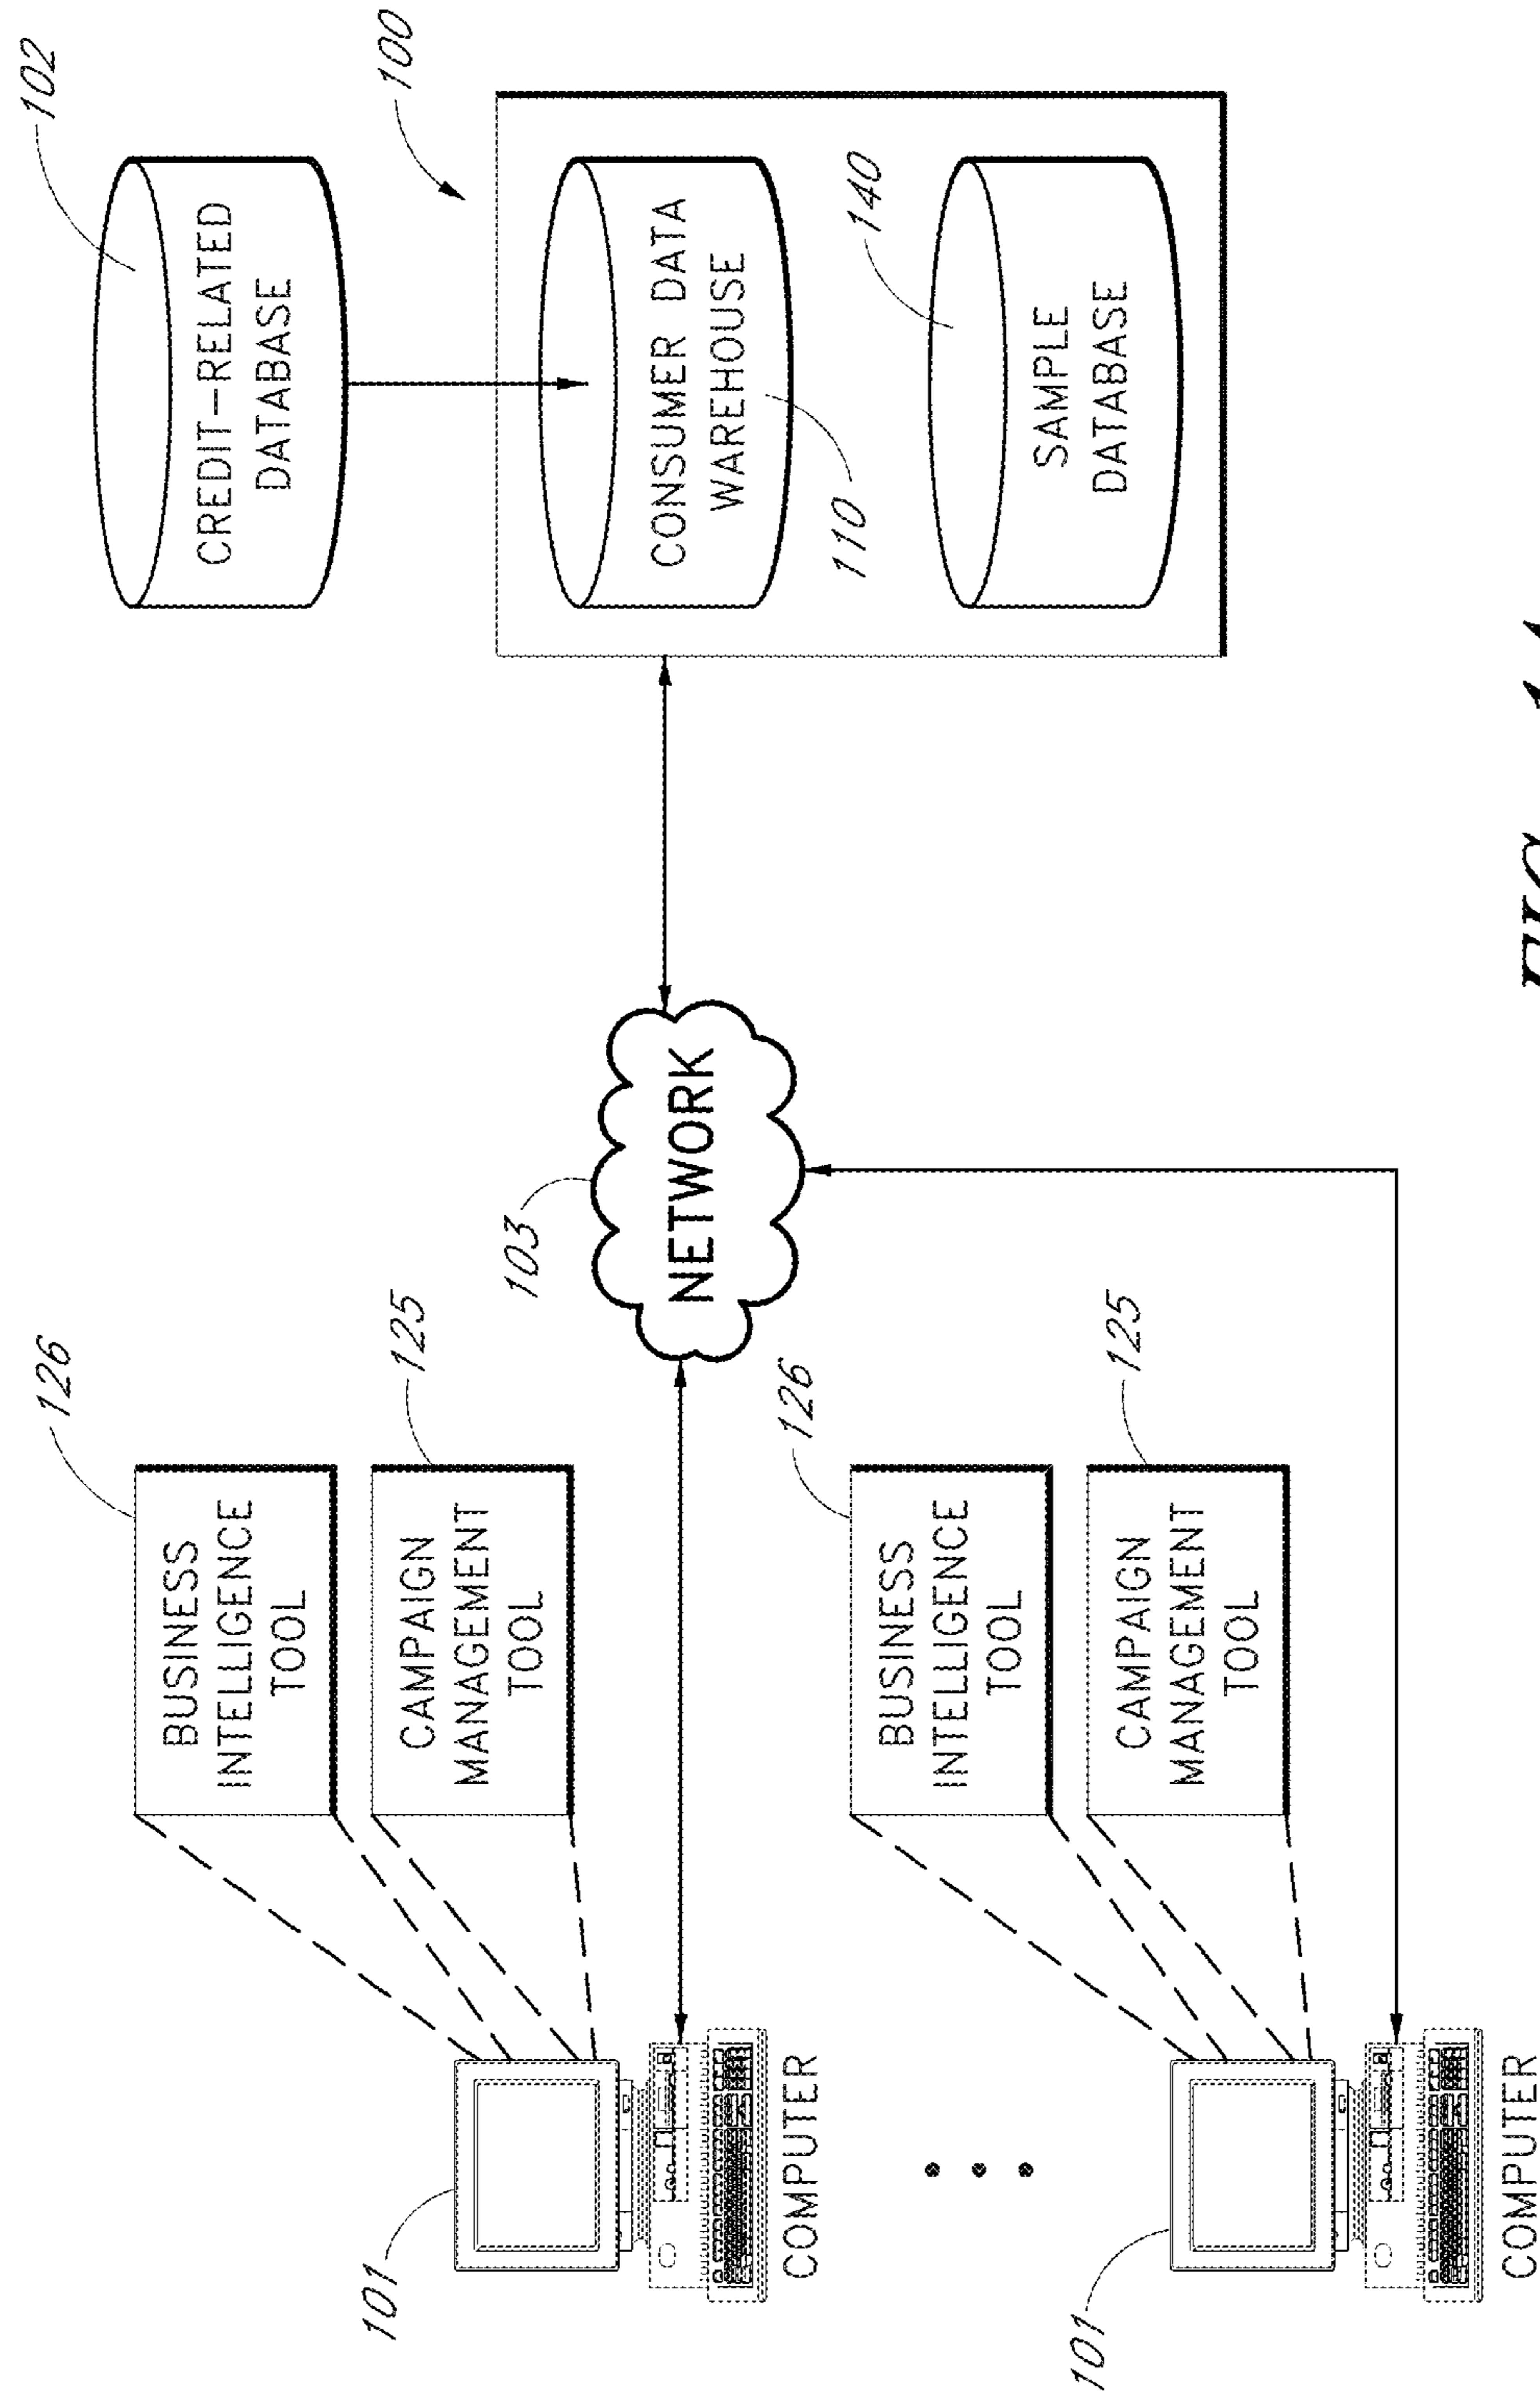 126
BUSINESS
INTELLIGENCE
TOOL
125
CAMPAIGN
MANAGEMENT
TOOL
101
COMPUTER
103
NETWORK
102
CREDIT-RELATED
DATABASE
100
CONSUMER DATA
WAREHOUSE
110
140
SAMPLE
DATABASE
126
BUSINESS
INTELLIGENCE
TOOL
125
CAMPAIGN
MANAGEMENT
TOOL
101
COMPUTER